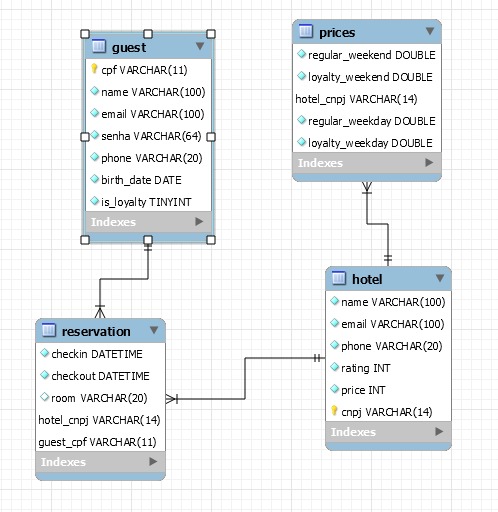 guest
cpf VARCHAR(11)
name VARCHAR(100)
email VARCHAR(100)
senha VARCHAR(64)
phone VARCHAR(20)
birth_date DATE
is_loyalty TINYINT
Indexes
prices
regular_weekend DOUBLE
loyalty_weekend DOUBLE
hotel_cnpj VARCHAR(14)
regular_weekday DOUBLE
loyalty_weekday DOUBLE
Indexes
reservation
checkin DATETIME
checkout DATETIME
room VARCHAR(20)
hotel_cnpj VARCHAR(14)
guest_cpf VARCHAR(11)
Indexes
hotel
name VARCHAR(100)
email VARCHAR(100)
phone VARCHAR(20)
rating INT
price INT
cnpj VARCHAR(14)
Indexes